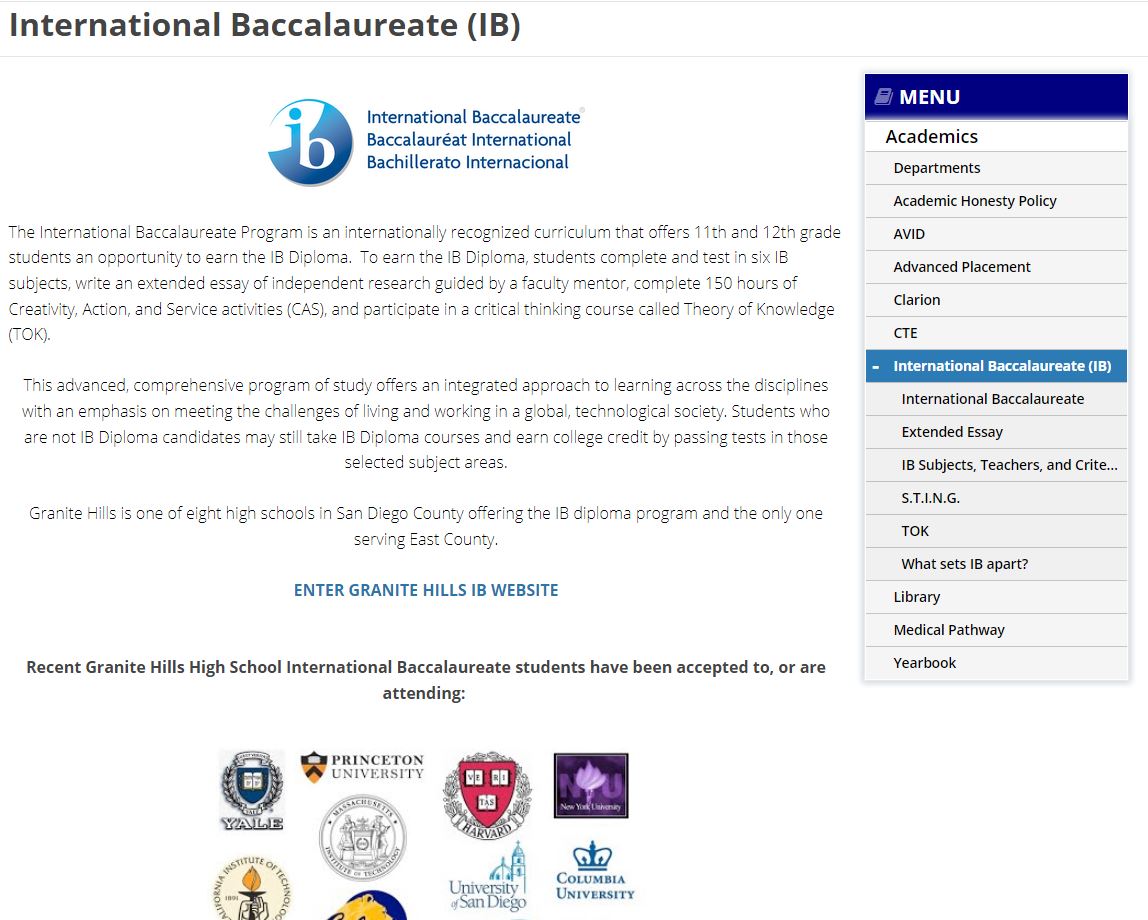 International Baccalaureate (IB)
ib
International Baccalaureate®
Baccalauréat International
Bachillerato Internacional
The International Baccalaureate Program is an internationally recognized curriculum that offers 11th and 12th grade
students an opportunity to earn the IB Diploma.  To earn the IB Diploma, students complete and test in six IB
subjects, write an extended essay of independent research guided by a faculty mentor, complete 150 hours of
Creativity, Action, and Service activities (CAS), and participate in a critical thinking course called Theory of Knowledge
(TOK).
This advanced, comprehensive program of study offers an integrated approach to learning across the disciplines
with an emphasis on meeting the challenges of living and working in a global, technological society. Students who
are not IB Diploma candidates may still take IB Diploma courses and earn college credit by passing tests in those
selected subject areas.
Granite Hills is one of eight high schools in San Diego County offering the IB diploma program and the only one
serving East County.
ENTER GRANITE HILLS IB WEBSITE
Recent Granite Hills High School International Baccalaureate students have been accepted to, or are
attending:
YALE
PRINCETON
UNIVERSITY
MASSACHUSETTS
INSTITUTE OF TECHNOLOGY
VE RI
TAS
HARVARD
NYU
New York University
CALIFORNIA INSTITUTE OF TECHNOLOGY
1891
University
of San Diego
COLUMBIA
UNIVERSITY
MENU
Academics
Departments
Academic Honesty Policy
AVID
Advanced Placement
Clarion
CTE
- International Baccalaureate (IB)
International Baccalaureate
Extended Essay
IB Subjects, Teachers, and Crite...
S.T.I.N.G.
TOK
What sets IB apart?
Library
Medical Pathway
Yearbook